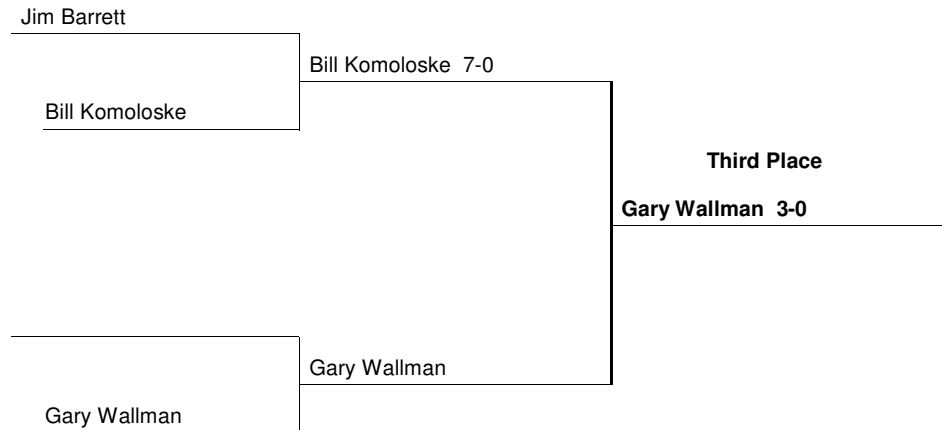 Jim Barrett
Bill Komoloske 7-0
Bill Komoloske
Third Place
Gary Wallman 3-0
Gary Wallman
Gary Wallman